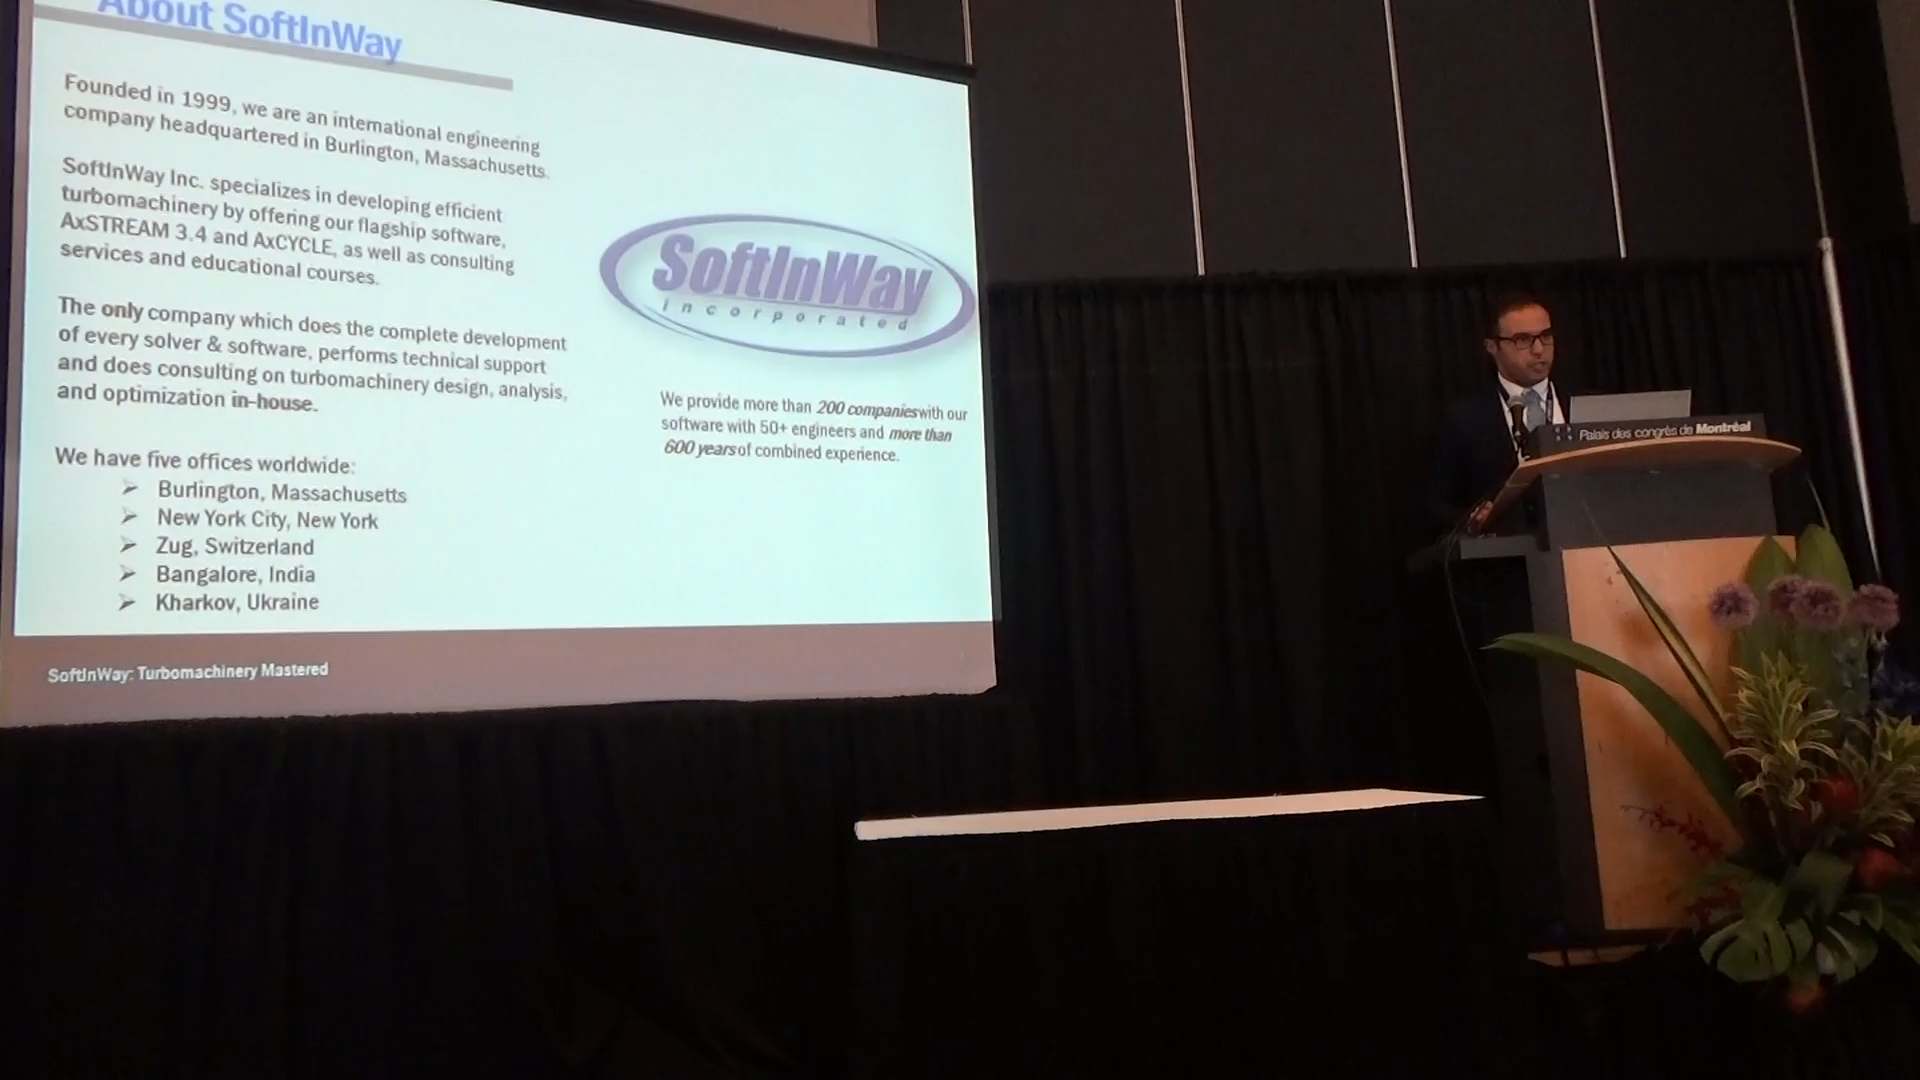 About SoftInWay
Founded in 1999, we are an international engineering
company headquartered in Burlington, Massachusetts.
SoftInWay Inc. specializes in developing efficient
turbomachinery by offering our flagship software,
AxSTREAM 3.4 and AxCYCLE, as well as consulting
services and educational courses.
The only company which does the complete development
of every solver & software, performs technical support
and does consulting on turbomachinery design, analysis,
and optimization in-house.
We have five offices worldwide:
➢ Burlington, Massachusetts
➢ New York City, New York
➢ Zug, Switzerland
➢ Bangalore, India
➢ Kharkov, Ukraine
SoftInWay
incorporated
We provide more than 200 companies with our
software with 50+ engineers and more than
600 years of combined experience.
SoftInWay: Turbomachinery Mastered
Palais des congrès de Montréal